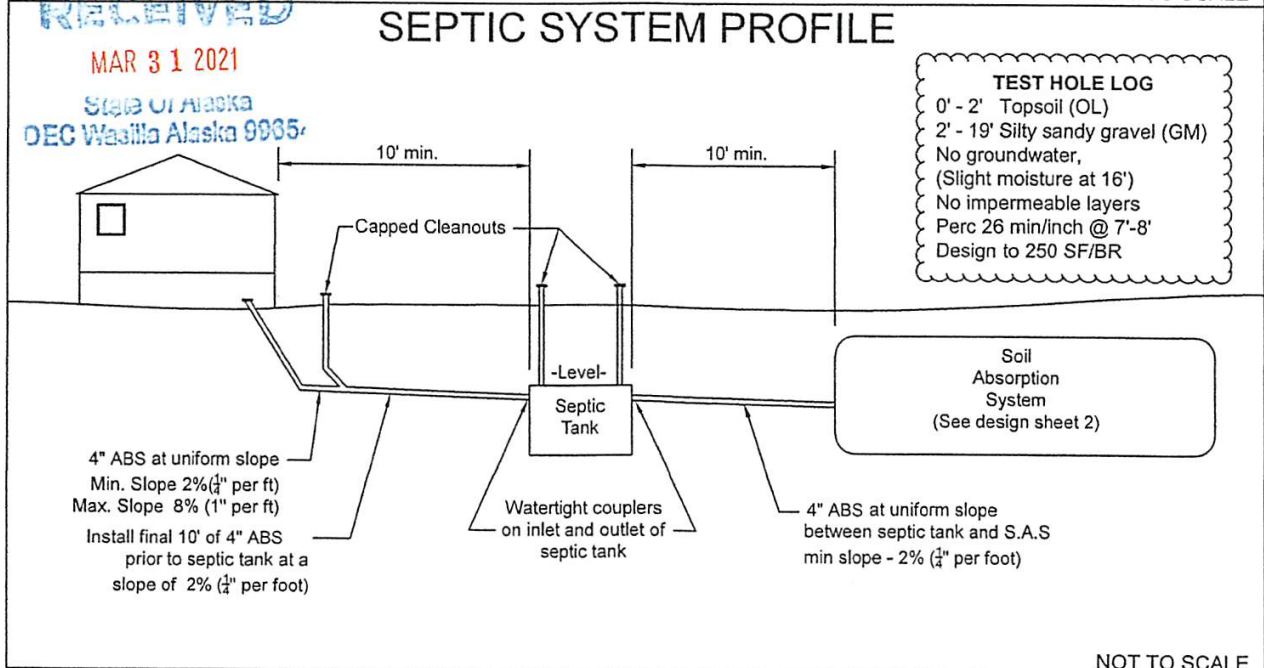 RECEIVED
MAR 31 2021
State Of Alaska
DEC Wasilla Alaska 99654
SEPTIC SYSTEM PROFILE
TEST HOLE LOG
0' - 2' Topsoil (OL)
2' - 19' Silty sandy gravel (GM)
No groundwater,
(Slight moisture at 16')
No impermeable layers
Perc 26 min/inch @ 7'-8'
Design to 250 SF/BR
10' min.
10' min.
Capped Cleanouts
-Level-
Septic
Tank
Soil
Absorption
System
(See design sheet 2)
4" ABS at uniform slope
Min. Slope 2%(1/4" per ft)
Max. Slope 8% (1" per ft)
Install final 10' of 4" ABS
prior to septic tank at a
slope of 2% (1/4" per foot)
Watertight couplers
on inlet and outlet of
septic tank
4" ABS at uniform slope
between septic tank and S.A.S
min slope - 2% (1/4" per foot)
NOT TO SCALE